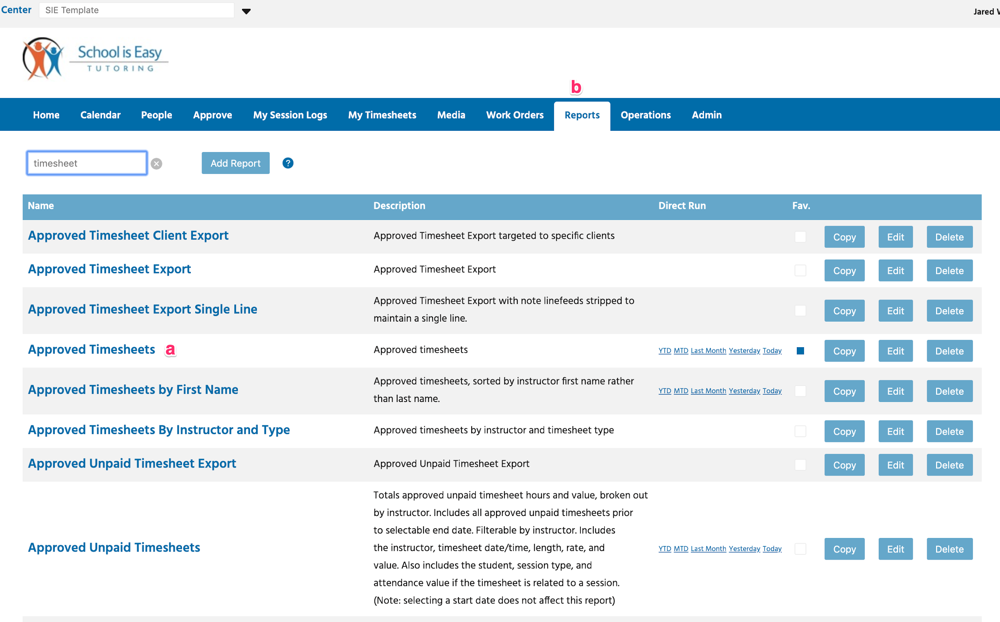 Center SIE Template Jared
School is Easy
TUTORING
b
Home Calendar People Approve My Session Logs My Timesheets Media Work Orders Reports Operations Admin
timesheet Add Report ?
Name Description Direct Run Fav.
Approved Timesheet Client Export Approved Timesheet Export targeted to specific clients Copy Edit Delete
Approved Timesheet Export Approved Timesheet Export Copy Edit Delete
Approved Timesheet Export with note linefeeds stripped to
Approved Timesheet Export Single Line Copy Edit Delete
maintain a single line.
Approved Timesheets a Approved timesheets YTD MTD Last Month Yesterday Today Copy Edit Delete
Approved timesheets, sorted by instructor first name rather
Approved Timesheets by First Name YTD MTD Last Month Yesterday Today Copy Edit Delete
than last name.
Approved Timesheets By Instructor and Type Approved timesheets by instructor and timesheet type Copy Edit Delete
Approved Unpaid Timesheet Export Approved Unpaid Timesheet Export Copy Edit Delete
Totals approved unpaid timesheet hours and value, broken out
by instructor. Includes all approved unpaid timesheets prior
to selectable end date. Filterable by instructor. Includes
Approved Unpaid Timesheets the instructor, timesheet date/time, length, rate, and YTD MTD Last Month Yesterday Today Copy Edit Delete
value. Also includes the student, session type, and
attendance value if the timesheet is related to a session.
(Note: selecting a start date does not affect this report)